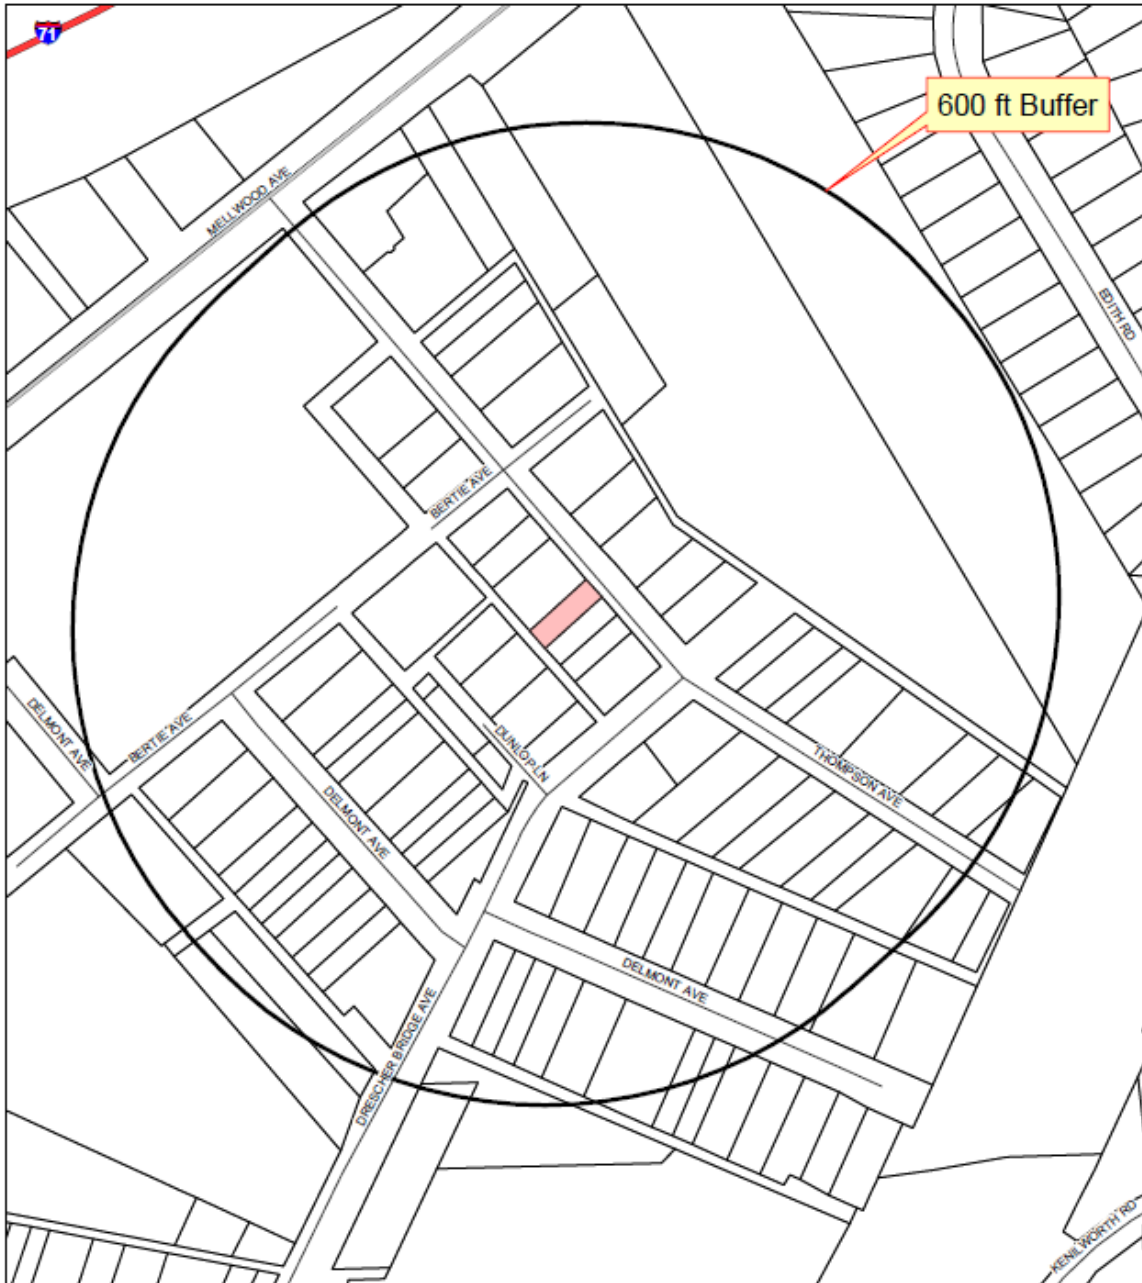 71
600 ft Buffer
MELLWOOD AVE
EDITH RD
BERTIE AVE
DELMONT AVE
BERTIE AVE
DUNLOP LN
THOMPSON AVE
DELMONT AVE
DELMONT AVE
DRESCHER BRIDGE AVE
KENILWORTH RD